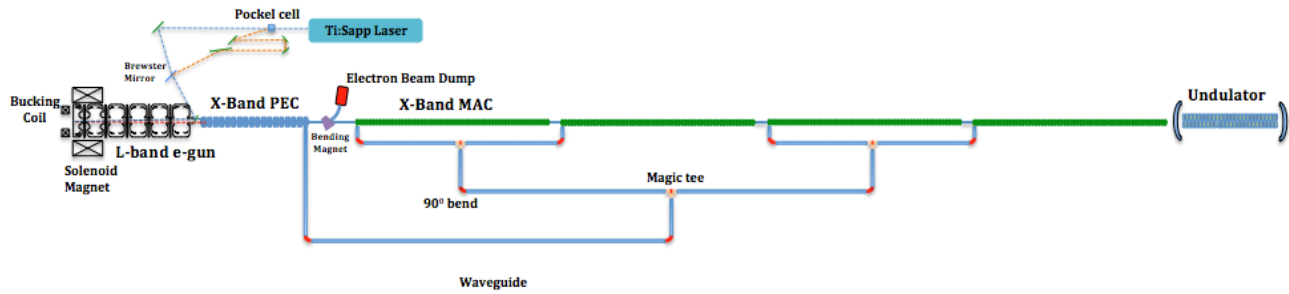 Pockel cell
Ti:Sapp Laser
Brewster
Mirror
Electron Beam Dump
Bucking
Coil
X-Band PEC
X-Band MAC
Undulator
Bending
Magnet
L-band e-gun
Solenoid
Magnet
Magic tee
90⁰ bend
Waveguide